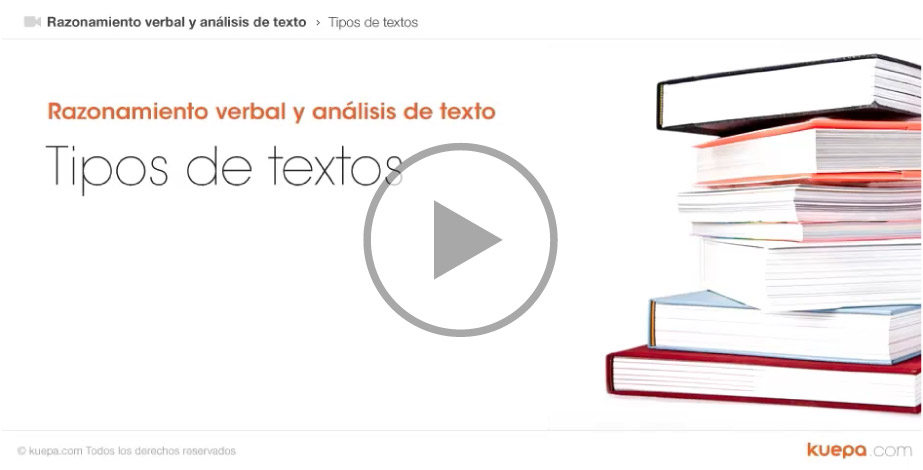 Razonamiento verbal y análisis de texto › Tipos de textos
Razonamiento verbal y análisis de texto
Tipos de textos
© kuepa.com Todos los derechos reservados
kuepa.com